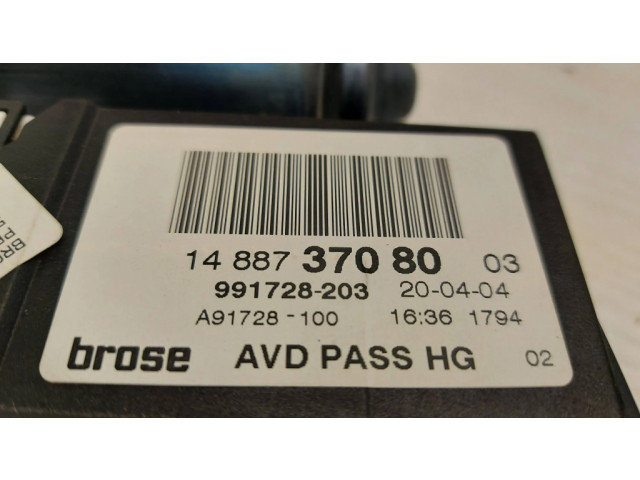 14 887 370 80 03
991728-203 20-04-04
A91728-100 16:36 1794
brose AVD PASS HG 02